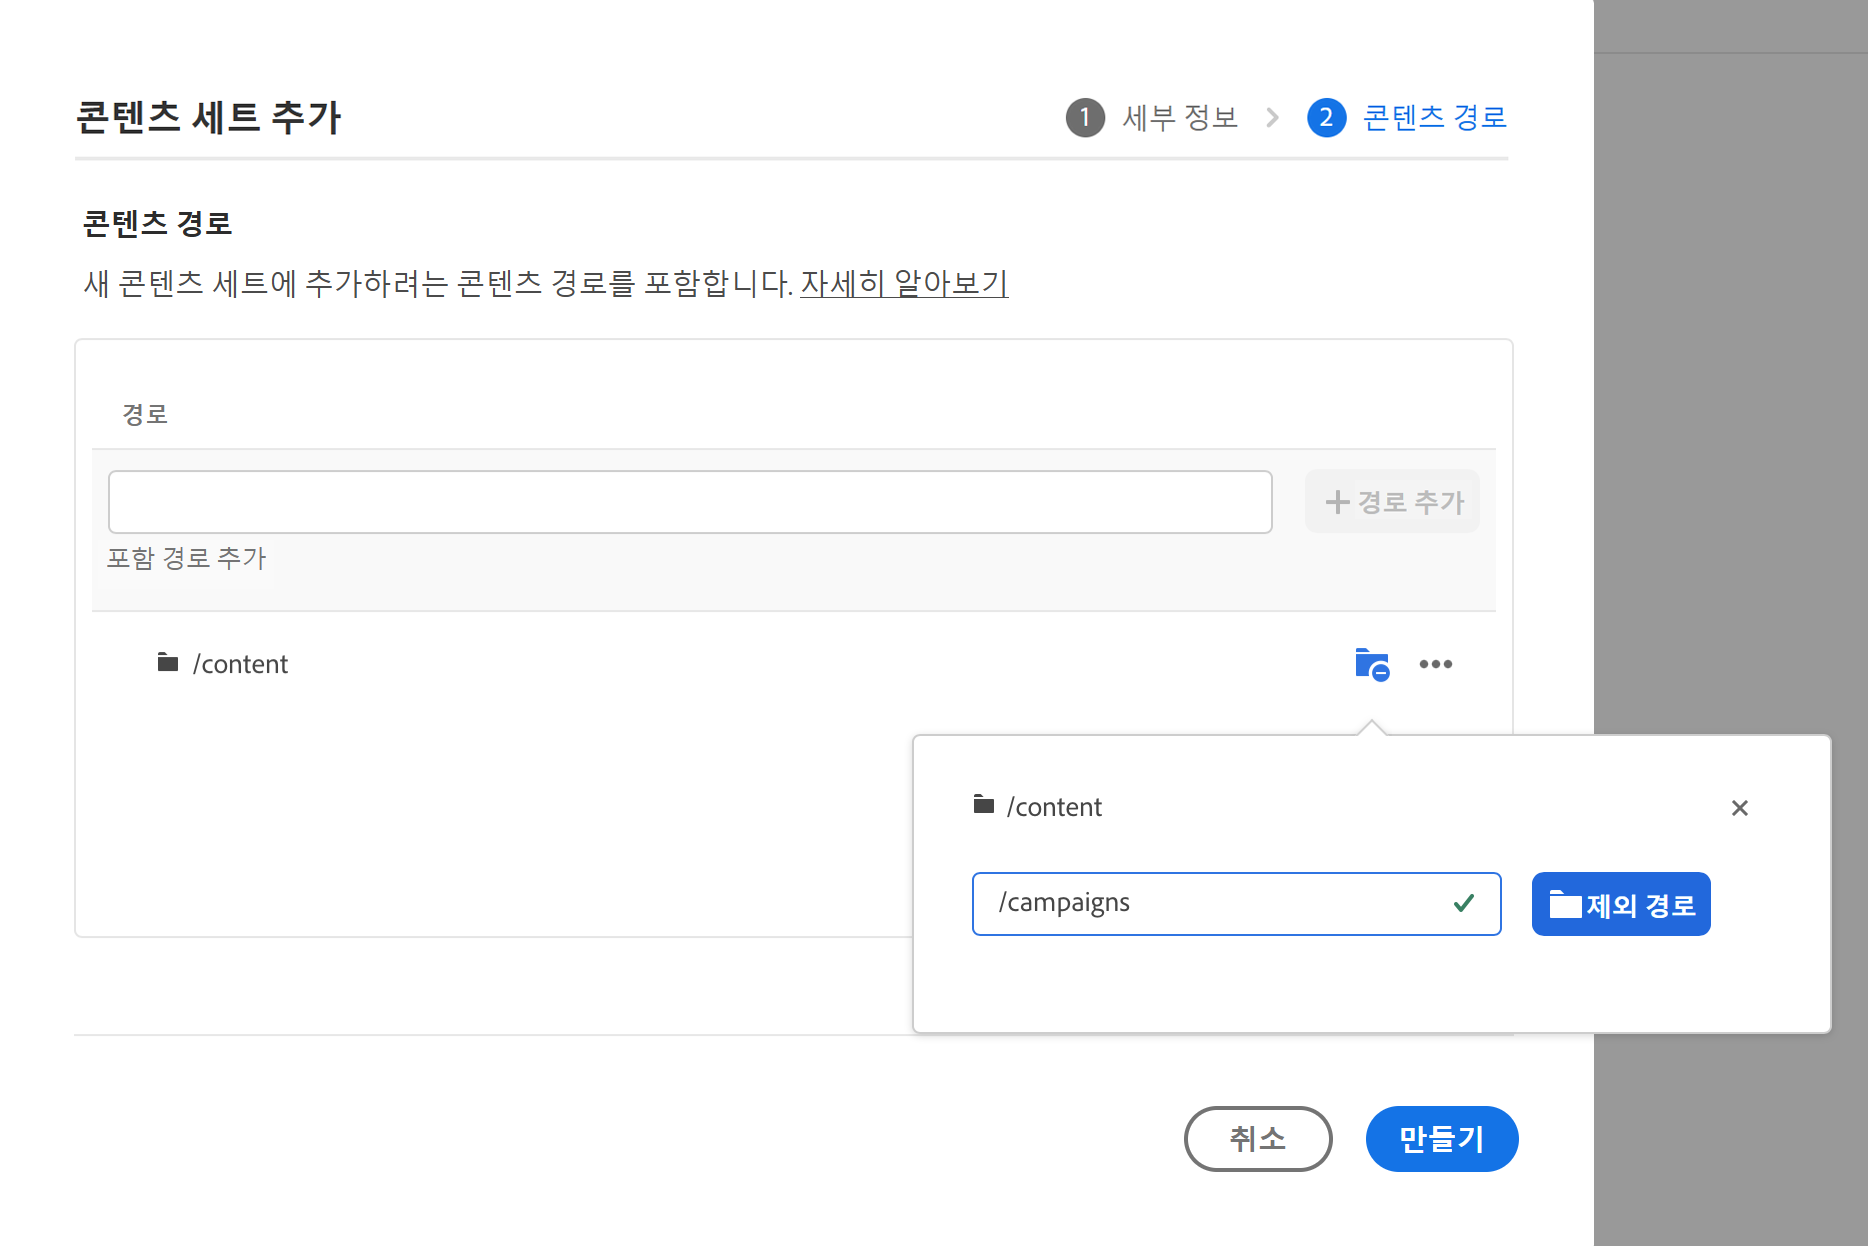 콘텐츠 세트 추가
1 세부 정보 > 2 콘텐츠 경로
콘텐츠 경로
새 콘텐츠 세트에 추가하려는 콘텐츠 경로를 포함합니다. 자세히 알아보기
경로
경로 추가
포함 경로 추가
/content
/content
/campaigns
제외 경로
취소
만들기